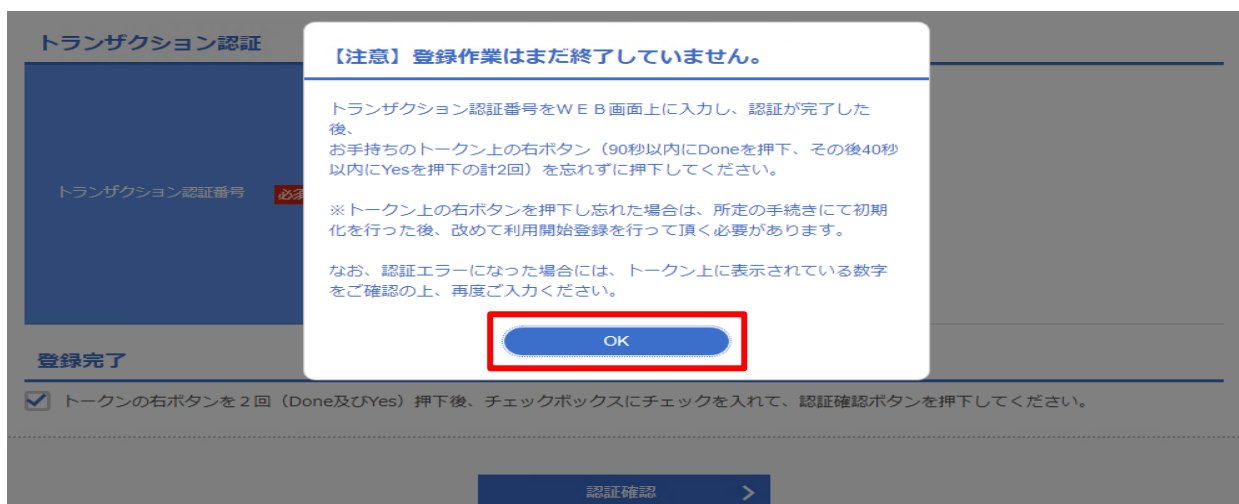 トランザクション認証
【注意】登録作業はまだ終了していません。
トランザクション認証番号をＷＥＢ画面上に入力し、認証が完了した
後、
お手持ちのトークン上の右ボタン（90秒以内にDoneを押下、その後40秒
以内にYesを押下の計2回）を忘れずに押下してください。
トランザクション認証番号 必須
※トークン上の右ボタンを押下し忘れた場合は、所定の手続きにて初期
化を行った後、改めて利用開始登録を行って頂く必要があります。
なお、認証エラーになった場合には、トークン上に表示されている数字
をご確認の上、再度ご入力ください。
OK
登録完了
トークンの右ボタンを２回（Done及びYes）押下後、チェックボックスにチェックを入れて、認証確認ボタンを押下してください。
認証確認